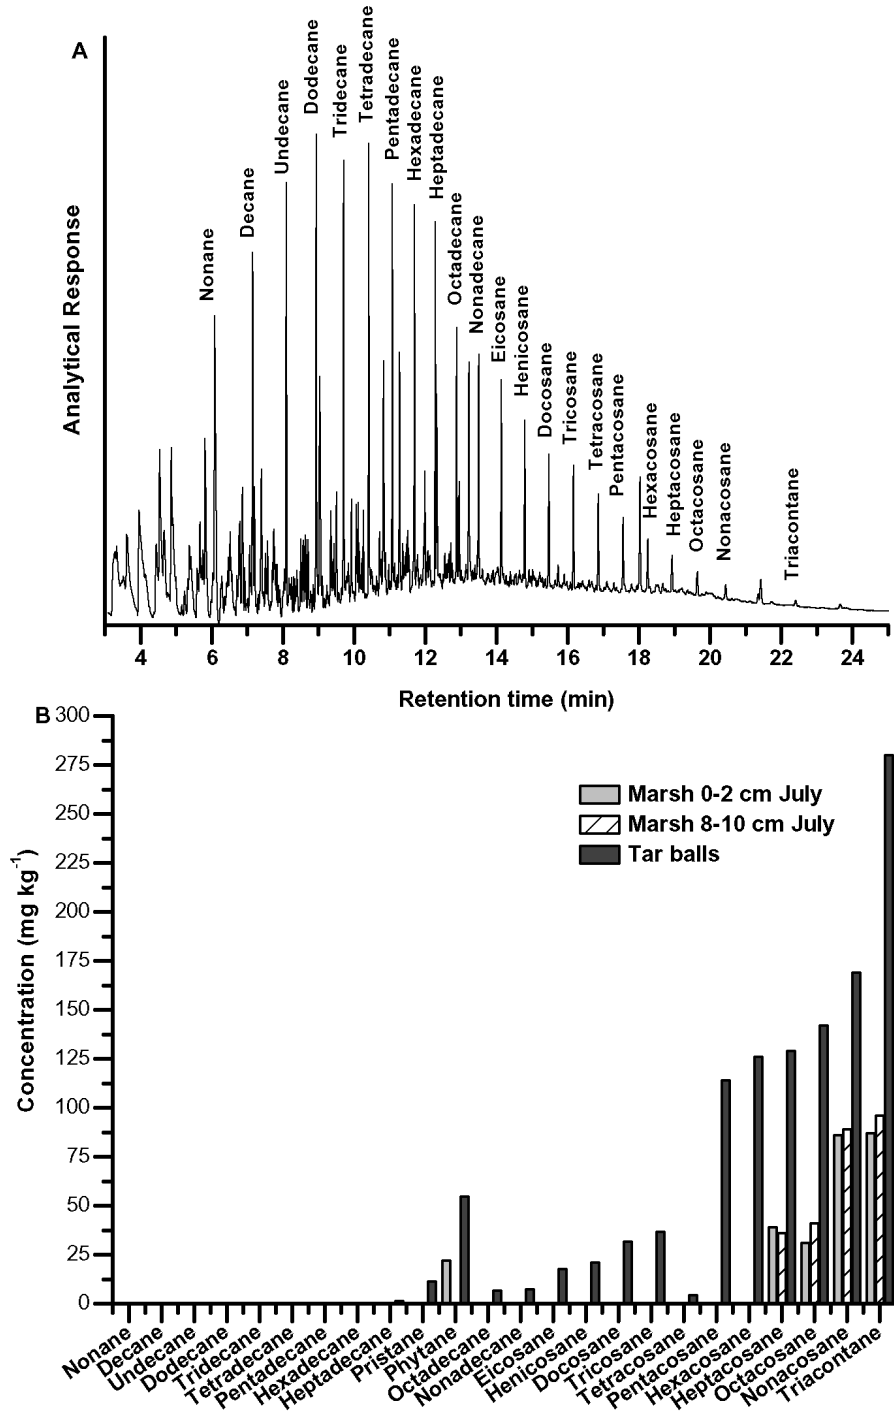 A
Analytical Response
Nonane
Decane
Undecane
Dodecane
Tridecane
Tetradecane
Pentadecane
Hexadecane
Heptadecane
Octadecane
Nonadecane
Eicosane
Henicosane
Docosane
Tricosane
Tetracosane
Pentacosane
Hexacosane
Heptacosane
Octacosane
Nonacosane
Triacontane
4 6 8 10 12 14 16 18 20 22 24
Retention time (min)
B
Concentration (mg kg⁻¹)
300
275
250
225
200
175
150
125
100
75
50
25
0
Marsh 0-2 cm July
Marsh 8-10 cm July
Tar balls
Nonane
Decane
Undecane
Dodecane
Tridecane
Tetradecane
Pentadecane
Hexadecane
Heptadecane
Pristane
Phytane
Octadecane
Nonadecane
Eicosane
Henicosane
Docosane
Tricosane
Tetracosane
Pentacosane
Hexacosane
Heptacosane
Octacosane
Nonacosane
Triacontane